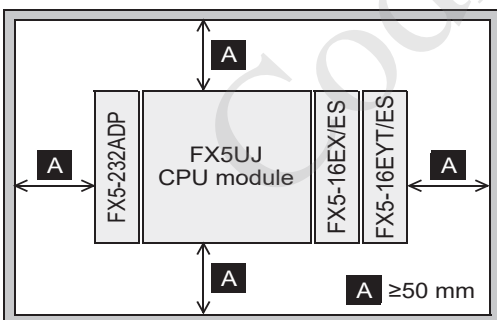 A
A
FX5-232ADP
FX5UJ
CPU module
FX5-16EX/ES
FX5-16EYT/ES
A
A
A ≥50 mm